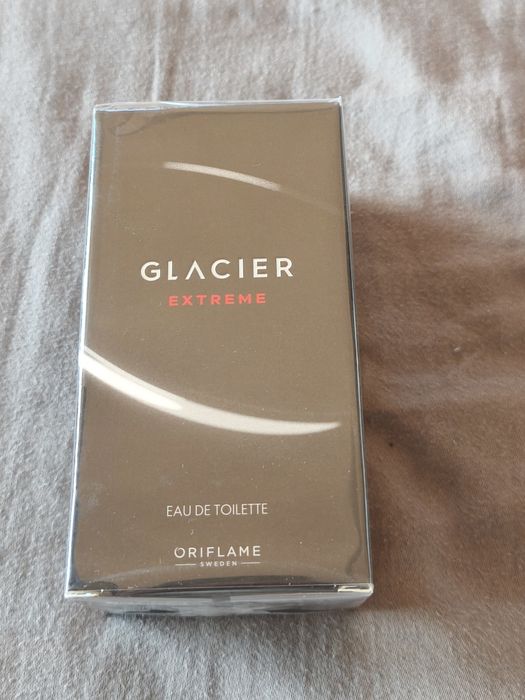 GLACIER
EXTREME
EAU DE TOILETTE
ORIFLAME
SWEDEN